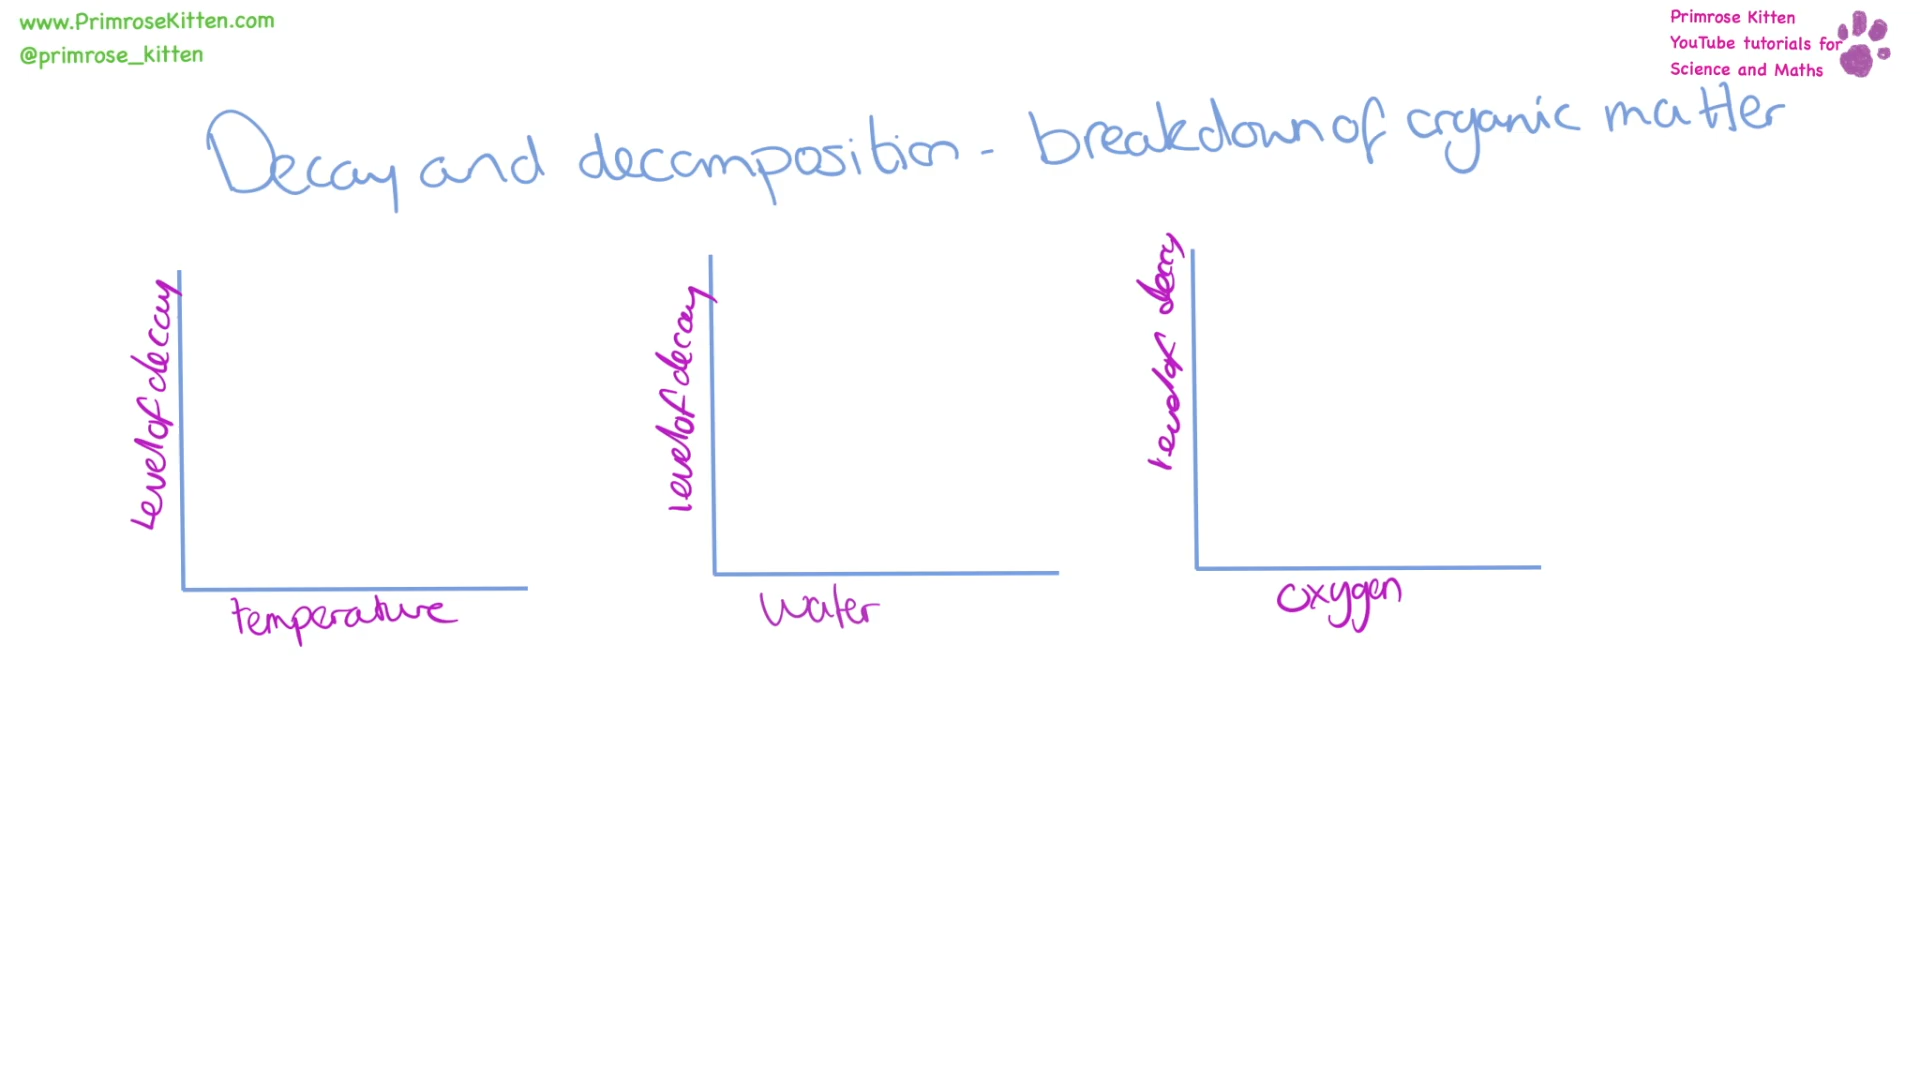 www.PrimroseKitten.com
@primrose_kitten
Primrose Kitten
YouTube tutorials for
Science and Maths
Decay and decomposition - breakdown of organic matter
Level of decay
temperature
level of decay
water
level of decay
oxygen